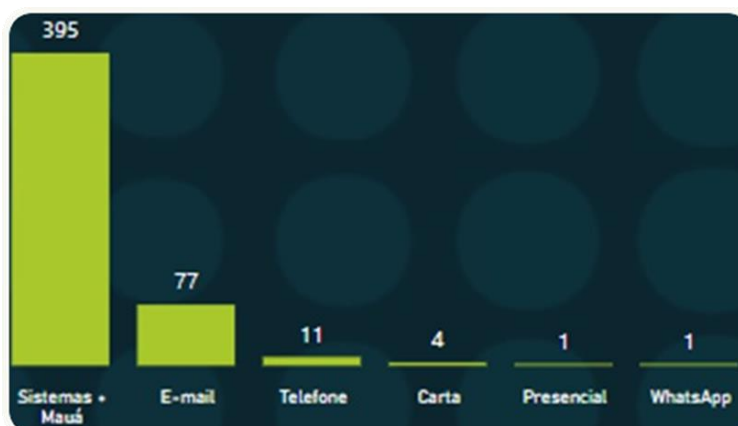 395
77
11
4
1
1
Sistemas •
Mauá
E-mail
Telefone
Carta
Presencial
WhatsApp